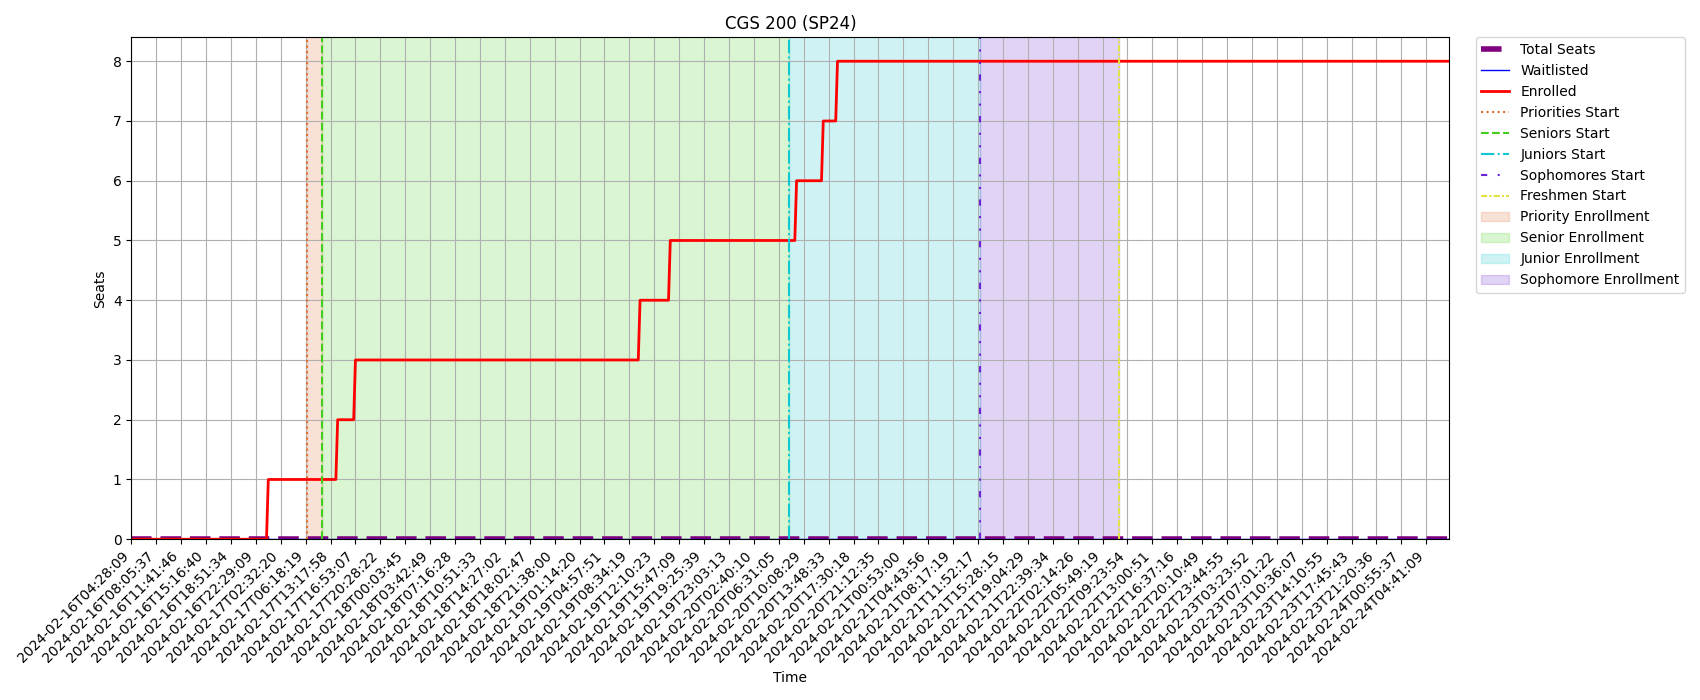 CGS 200 (SP24)
Seats
8
7
6
5
4
3
2
1
0
2024-02-16T04:28:09
2024-02-16T08:05:37
2024-02-16T11:41:46
2024-02-16T15:16:40
2024-02-16T18:51:34
2024-02-16T22:29:09
2024-02-17T02:32:20
2024-02-17T06:18:19
2024-02-17T13:17:58
2024-02-17T16:53:07
2024-02-17T20:28:22
2024-02-18T00:03:45
2024-02-18T03:42:49
2024-02-18T07:16:28
2024-02-18T10:51:33
2024-02-18T14:27:02
2024-02-18T18:02:47
2024-02-18T21:38:00
2024-02-19T01:14:20
2024-02-19T04:57:51
2024-02-19T08:34:19
2024-02-19T12:10:23
2024-02-19T15:47:09
2024-02-19T19:25:39
2024-02-19T23:03:13
2024-02-20T02:40:10
2024-02-20T06:31:05
2024-02-20T10:08:29
2024-02-20T13:48:33
2024-02-20T17:30:18
2024-02-20T21:12:35
2024-02-21T00:53:00
2024-02-21T04:43:56
2024-02-21T08:17:19
2024-02-21T11:52:17
2024-02-21T15:28:15
2024-02-21T19:04:29
2024-02-21T22:39:34
2024-02-22T02:14:26
2024-02-22T05:49:19
2024-02-22T09:23:54
2024-02-22T13:00:51
2024-02-22T16:37:16
2024-02-22T20:10:49
2024-02-22T23:44:55
2024-02-23T03:23:52
2024-02-23T07:01:22
2024-02-23T10:36:07
2024-02-23T14:10:55
2024-02-23T17:45:43
2024-02-23T21:20:36
2024-02-24T00:55:37
2024-02-24T04:41:09
Time
Total Seats
Waitlisted
Enrolled
Priorities Start
Seniors Start
Juniors Start
Sophomores Start
Freshmen Start
Priority Enrollment
Senior Enrollment
Junior Enrollment
Sophomore Enrollment